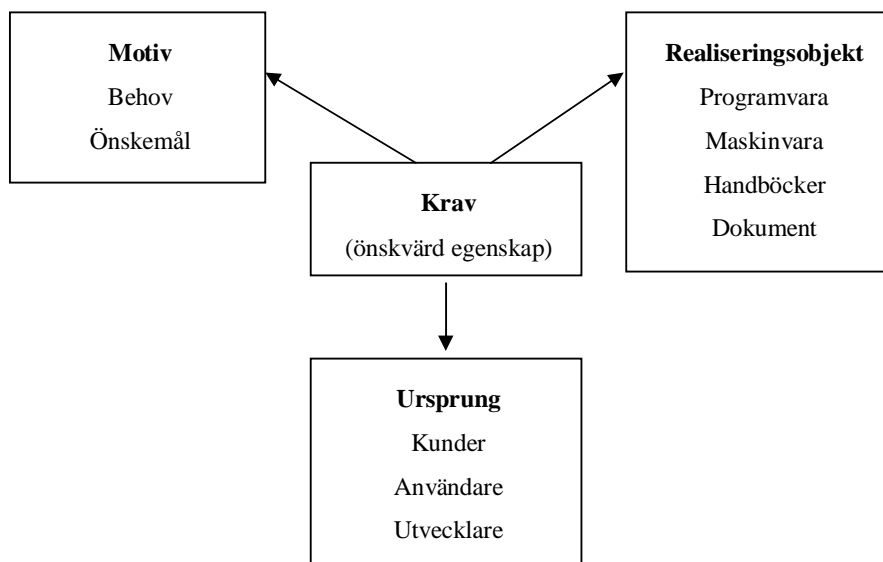 Motiv
Behov
Önskemål
Realiseringsobjekt
Programvara
Maskinvara
Handböcker
Dokument
Krav
(önskvärd egenskap)
Ursprung
Kunder
Användare
Utvecklare